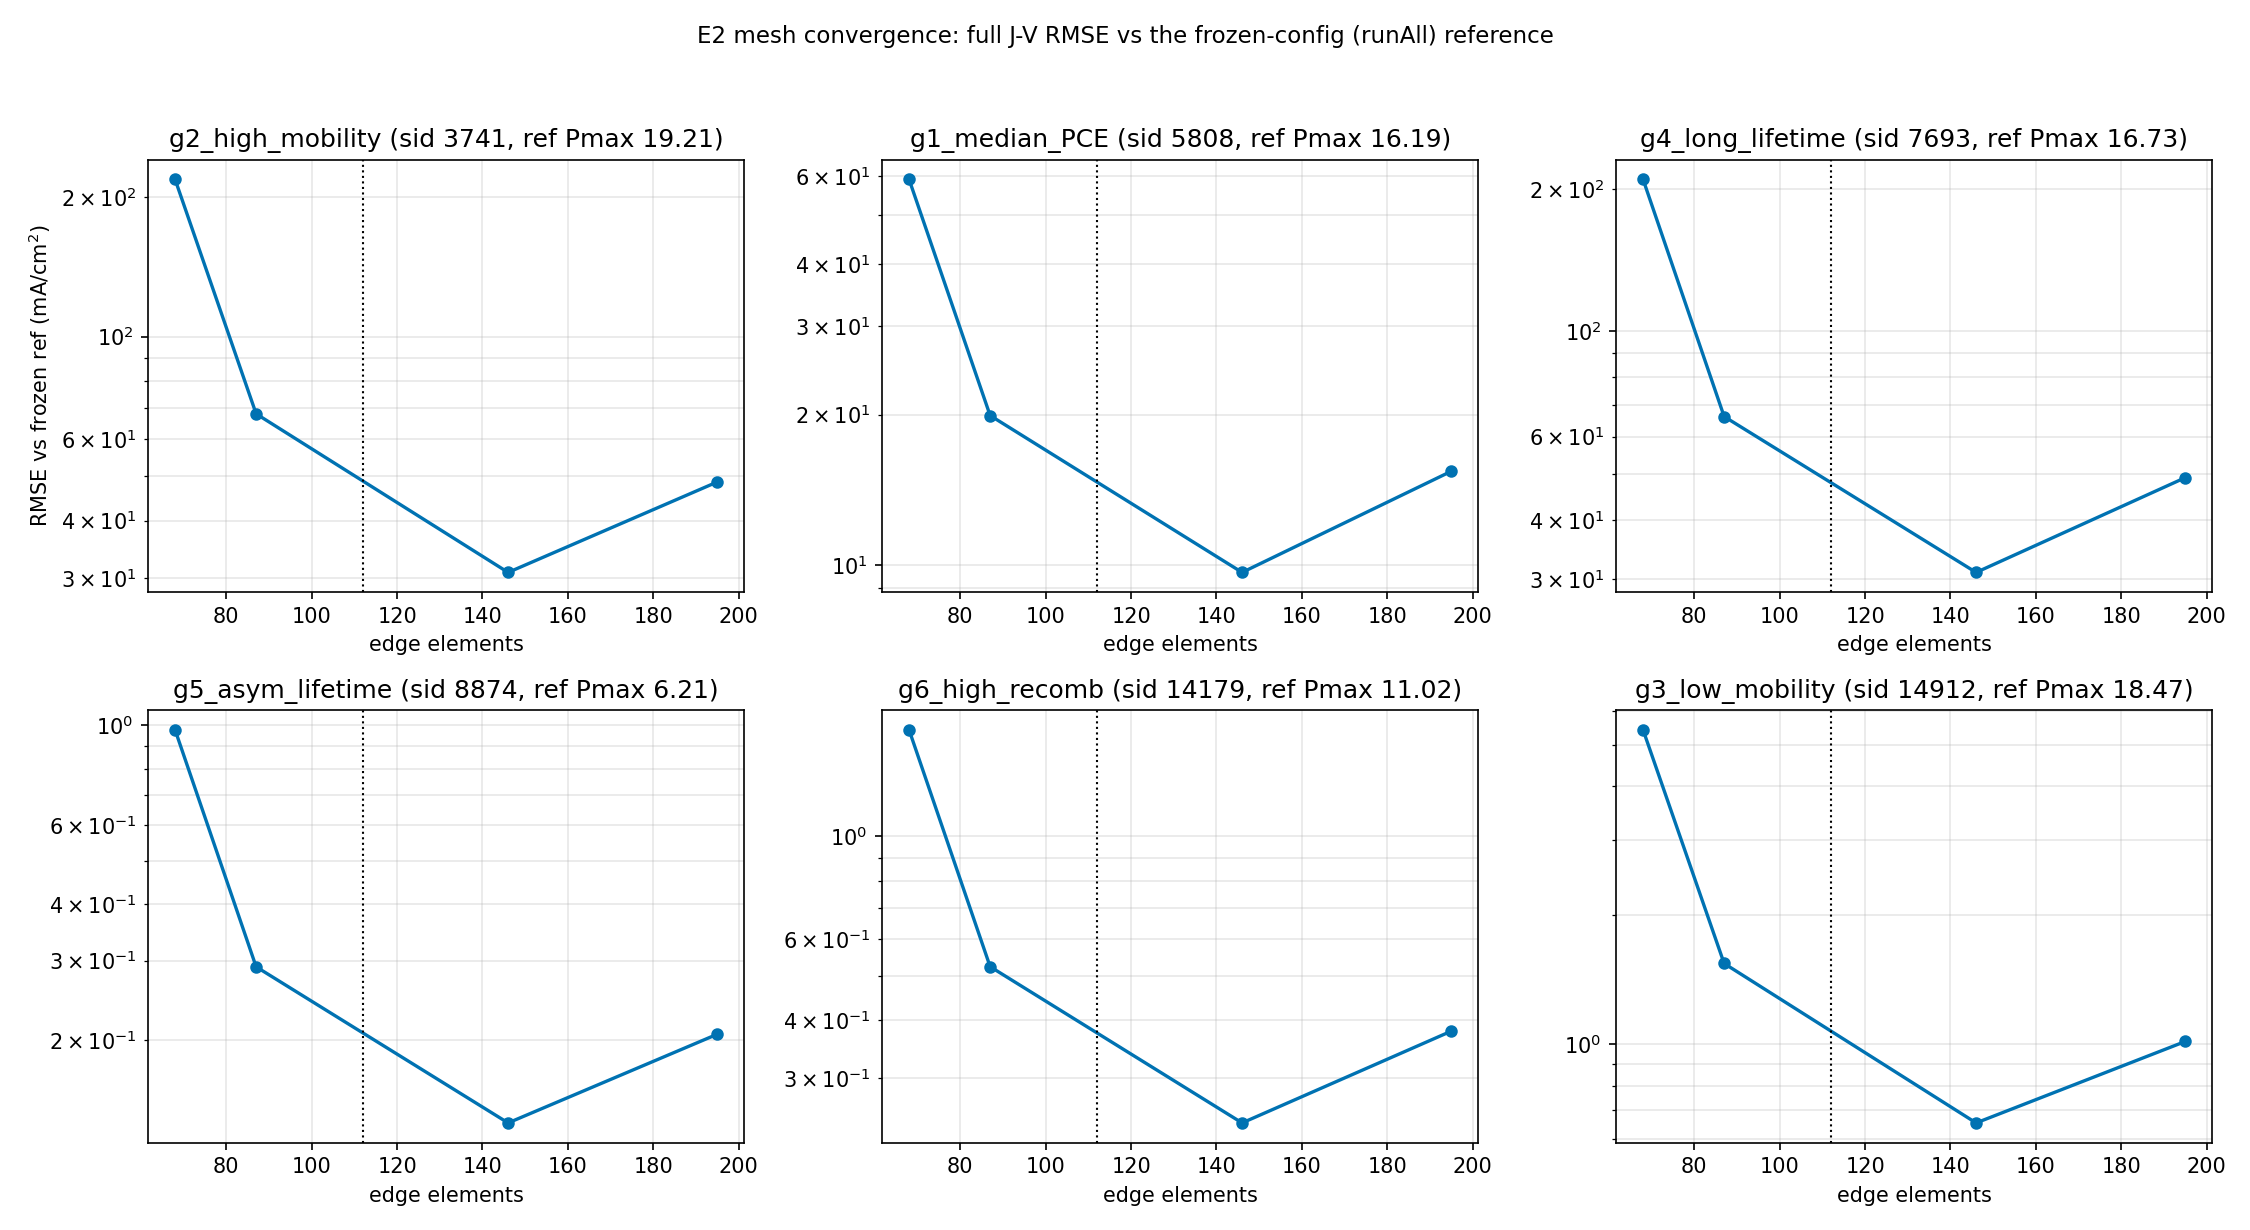 E2 mesh convergence: full J-V RMSE vs the frozen-config (runAll) reference
g2_high_mobility (sid 3741, ref Pmax 19.21)
RMSE vs frozen ref (mA/cm²)
2 × 10²
10²
6 × 10¹
4 × 10¹
3 × 10¹
80 100 120 140 160 180 200
edge elements
g1_median_PCE (sid 5808, ref Pmax 16.19)
6 × 10¹
4 × 10¹
3 × 10¹
2 × 10¹
10¹
80 100 120 140 160 180 200
edge elements
g4_long_lifetime (sid 7693, ref Pmax 16.73)
2 × 10²
10²
6 × 10¹
4 × 10¹
3 × 10¹
80 100 120 140 160 180 200
edge elements
g5_asym_lifetime (sid 8874, ref Pmax 6.21)
10⁰
6 × 10⁻¹
4 × 10⁻¹
3 × 10⁻¹
2 × 10⁻¹
80 100 120 140 160 180 200
edge elements
g6_high_recomb (sid 14179, ref Pmax 11.02)
10⁰
6 × 10⁻¹
4 × 10⁻¹
3 × 10⁻¹
80 100 120 140 160 180 200
edge elements
g3_low_mobility (sid 14912, ref Pmax 18.47)
10⁰
80 100 120 140 160 180 200
edge elements